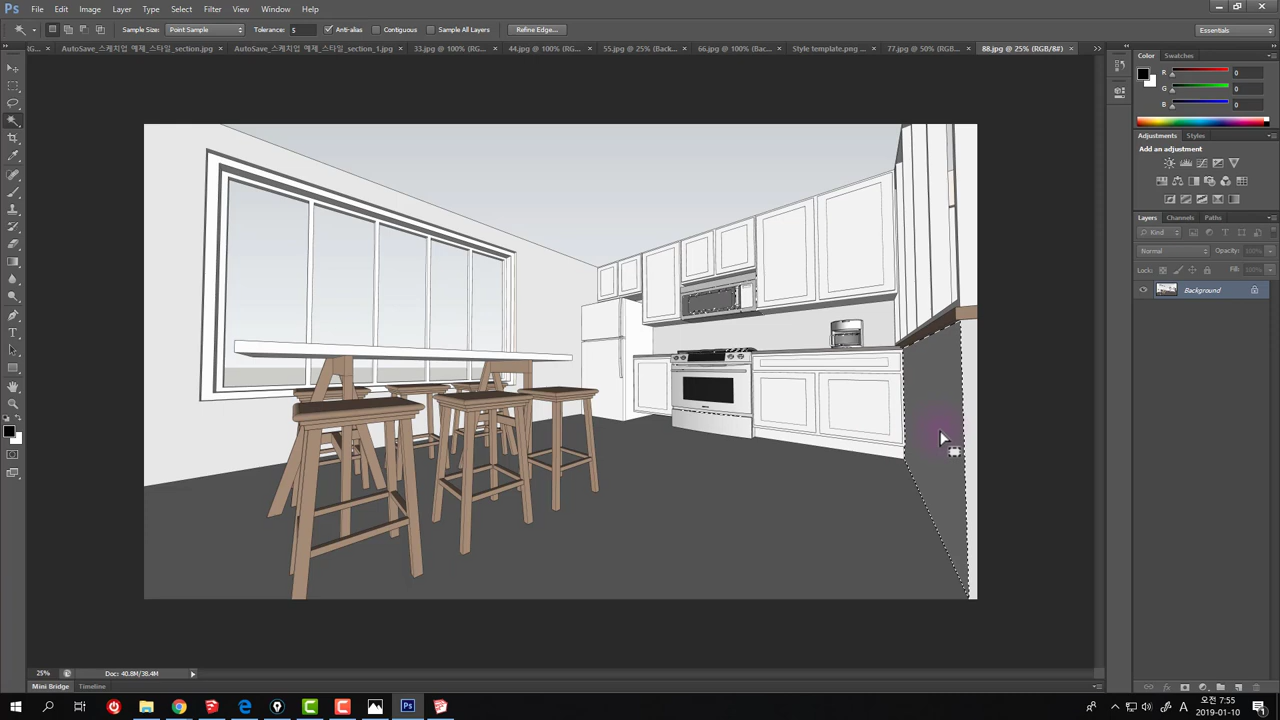 Ps File Edit Image Layer Type Select Filter View Window Help
Sample Size: Point Sample Tolerance: 5 Anti-alias Contiguous Sample All Layers Refine Edge... Essentials
AutoSave_스케치업 예제_스타일_section.jpg AutoSave_스케치업 예제_스타일_section_1.jpg 33.jpg @ 100% (RG... 44.jpg @ 100% (RG... 55.jpg @ 25% (Back... 66.jpg @ 100% (Bac... Style template.png ... 77.jpg @ 50% (RGB/... 88.jpg @ 25% (RGB/8#)
Color Swatches
R 0
G 0
B 0
Adjustments Styles
Add an adjustment
Layers Channels Paths
Kind
Normal Opacity: 100%
Lock: Fill: 100%
Background
25% Doc: 40.8M/38.4M
Mini Bridge Timeline
Ps A 오전 7:55
2019-01-10